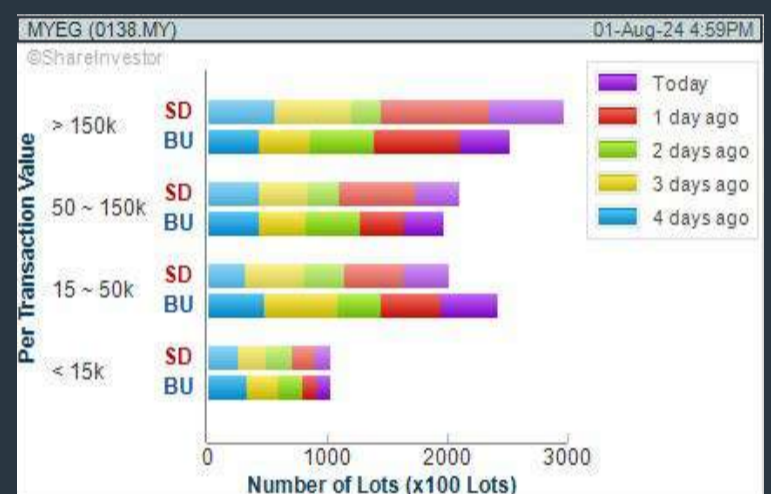 MYEG (0138.MY) 01-Aug-24 4:59PM
©ShareInvestor
Today
1 day ago
2 days ago
3 days ago
4 days ago
Per Transaction Value
> 150k
SD
BU
50 ~ 150k
SD
BU
15 ~ 50k
SD
BU
< 15k
SD
BU
0 1000 2000 3000
Number of Lots (x100 Lots)